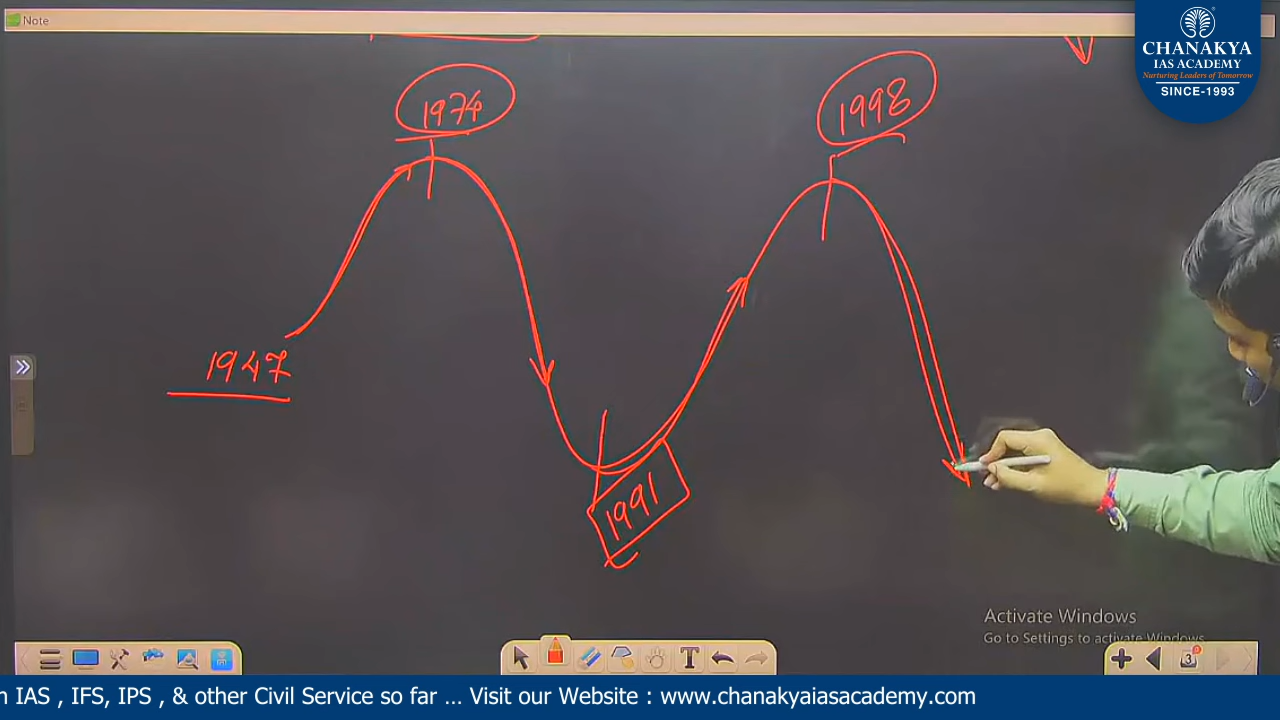 Note
CHANAKYA
IAS ACADEMY
Nurturing Leaders of Tomorrow
SINCE-1993
1974
1998
1947
1991
Activate Windows
Go to Settings to activate Windows.
T
3
n IAS , IFS, IPS , & other Civil Service so far ... Visit our Website : www.chanakyaiasacademy.com